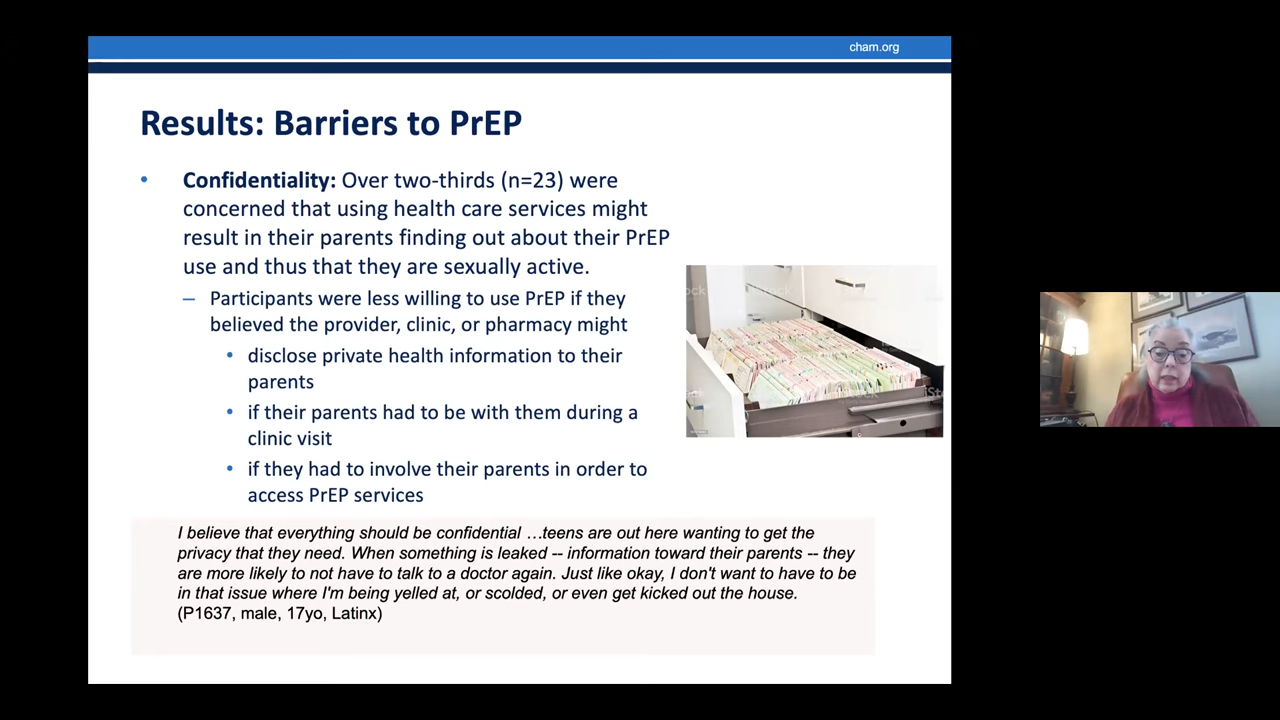 cham.org
Results: Barriers to PrEP
• Confidentiality: Over two-thirds (n=23) were
concerned that using health care services might
result in their parents finding out about their PrEP
use and thus that they are sexually active.
– Participants were less willing to use PrEP if they
believed the provider, clinic, or pharmacy might
• disclose private health information to their
parents
• if their parents had to be with them during a
clinic visit
• if they had to involve their parents in order to
access PrEP services
I believe that everything should be confidential …teens are out here wanting to get the
privacy that they need. When something is leaked -- information toward their parents -- they
are more likely to not have to talk to a doctor again. Just like okay, I don't want to have to be
in that issue where I'm being yelled at, or scolded, or even get kicked out the house.
(P1637, male, 17yo, Latinx)